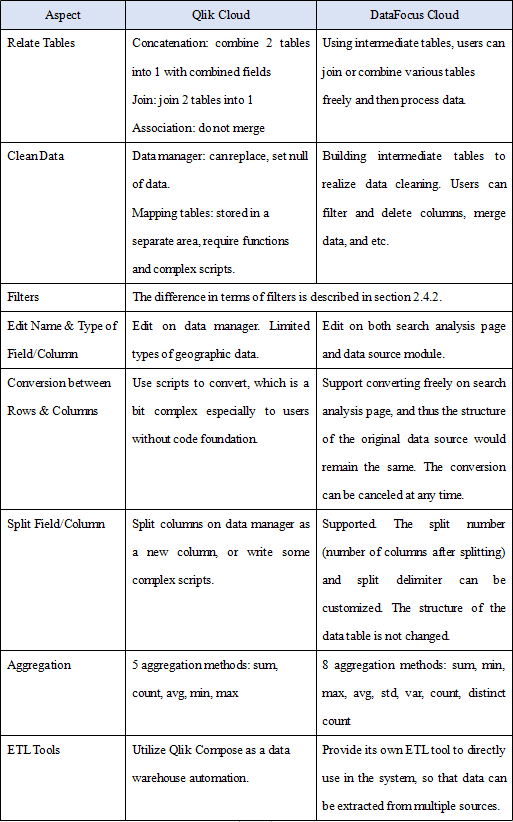 Aspect
Qlik Cloud
DataFocus Cloud
Relate Tables
Concatenation: combine 2 tables
into 1 with combined fields
Join: join 2 tables into 1
Association: do not merge
Using intermediate tables, users can
join or combine various tables
freely and then process data.
Clean Data
Data manager: can replace, set null
of data.
Mapping tables: stored in a
separate area, require functions
and complex scripts.
Building intermediate tables to
realize data cleaning. Users can
filter and delete columns, merge
data, and etc.
Filters
The difference in terms of filters is described in section 2.4.2.
Edit Name & Type of
Field/Column
Edit on data manager. Limited
types of geographic data.
Edit on both search analysis page
and data source module.
Conversion between
Rows & Columns
Use scripts to convert, which is a
bit complex especially to users
without code foundation.
Support converting freely on search
analysis page, and thus the structure
of the original data source would
remain the same. The conversion
can be canceled at any time.
Split Field/Column
Split columns on data manager as
a new column, or write some
complex scripts.
Supported. The split number
(number of columns after splitting)
and split delimiter can be
customized. The structure of the
data table is not changed.
Aggregation
5 aggregation methods: sum,
count, avg, min, max
8 aggregation methods: sum, min,
max, avg, std, var, count, distinct
count
ETL Tools
Utilize Qlik Compose as a data
warehouse automation.
Provide its own ETL tool to directly
use in the system, so that data can
be extracted from multiple sources.